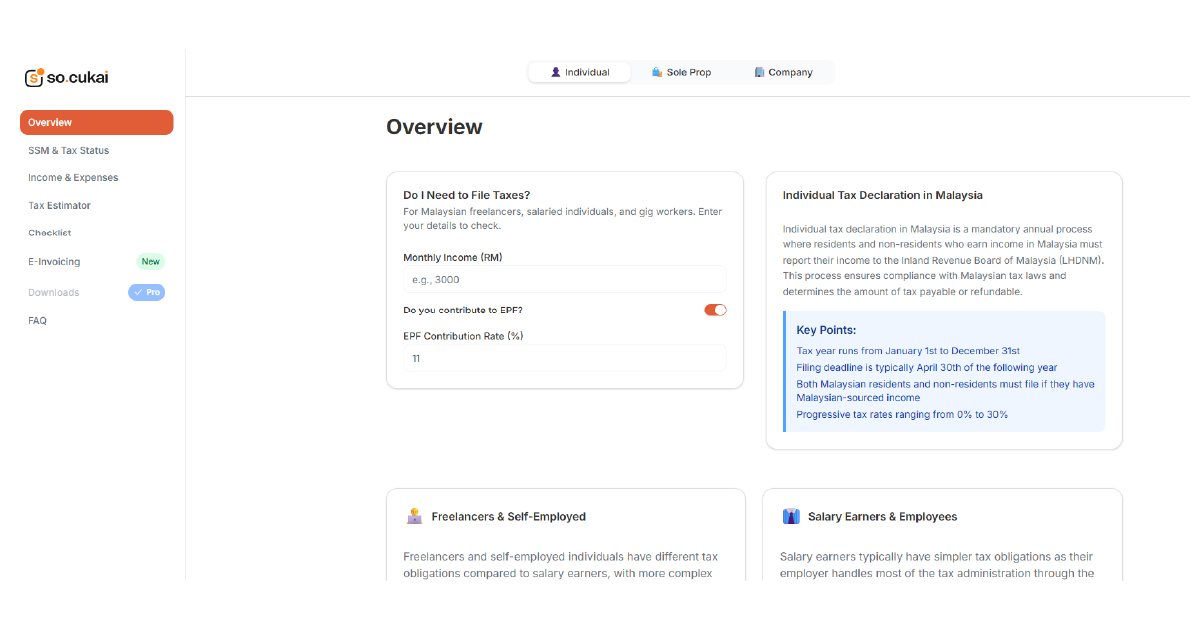 so.cukai
Individual
Sole Prop
Company
Overview
SSM & Tax Status
Income & Expenses
Tax Estimator
Checklist
E-Invoicing
New
Downloads
Pro
FAQ
Overview
Do I Need to File Taxes?
For Malaysian freelancers, salaried individuals, and gig workers. Enter
your details to check.
Monthly Income (RM)
e.g., 3000
Do you contribute to EPF?
EPF Contribution Rate (%)
11
Individual Tax Declaration in Malaysia
Individual tax declaration in Malaysia is a mandatory annual process
where residents and non-residents who earn income in Malaysia must
report their income to the Inland Revenue Board of Malaysia (LHDNM).
This process ensures compliance with Malaysian tax laws and
determines the amount of tax payable or refundable.
Key Points:
Tax year runs from January 1st to December 31st
Filing deadline is typically April 30th of the following year
Both Malaysian residents and non-residents must file if they have
Malaysian-sourced income
Progressive tax rates ranging from 0% to 30%
Freelancers & Self-Employed
Freelancers and self-employed individuals have different tax
obligations compared to salary earners, with more complex
Salary Earners & Employees
Salary earners typically have simpler tax obligations as their
employer handles most of the tax administration through the